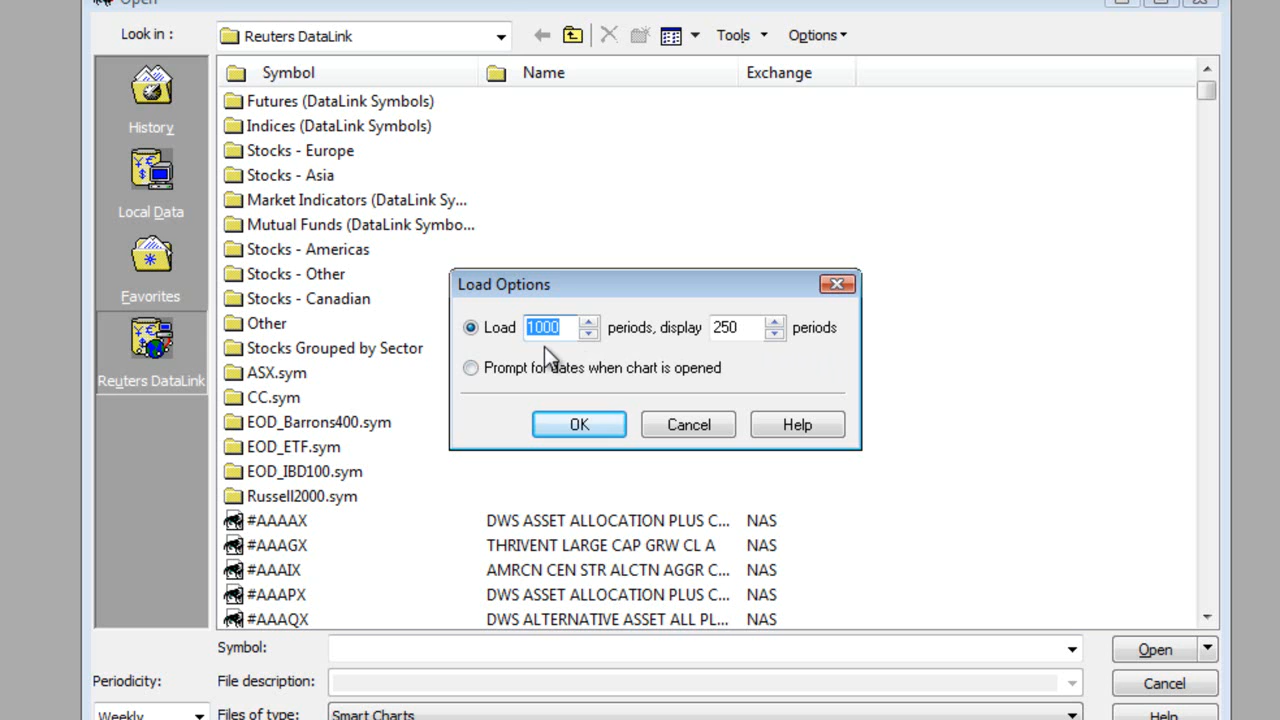 Open
Look in :
Reuters DataLink
Tools
Options
Symbol
Name
Exchange
History
Local Data
Favorites
Reuters DataLink
Futures (DataLink Symbols)
Indices (DataLink Symbols)
Stocks - Europe
Stocks - Asia
Market Indicators (DataLink Sy...
Mutual Funds (DataLink Symbo...
Stocks - Americas
Stocks - Other
Stocks - Canadian
Other
Stocks Grouped by Sector
ASX.sym
CC.sym
EOD_Barrons400.sym
EOD_ETF.sym
EOD_IBD100.sym
Russell2000.sym
#AAAAX DWS ASSET ALLOCATION PLUS C... NAS
#AAAGX THRIVENT LARGE CAP GRW CL A NAS
#AAAIX AMRCN CEN STR ALCTN AGGR C... NAS
#AAAPX DWS ASSET ALLOCATION PLUS C... NAS
#AAAQX DWS ALTERNATIVE ASSET ALL PL... NAS
Load Options
Load 1000 periods, display 250 periods
Prompt for dates when chart is opened
OK Cancel Help
Symbol:
Open
Periodicity:
File description:
Cancel
Weekly
Files of type:
Smart Charts
Help